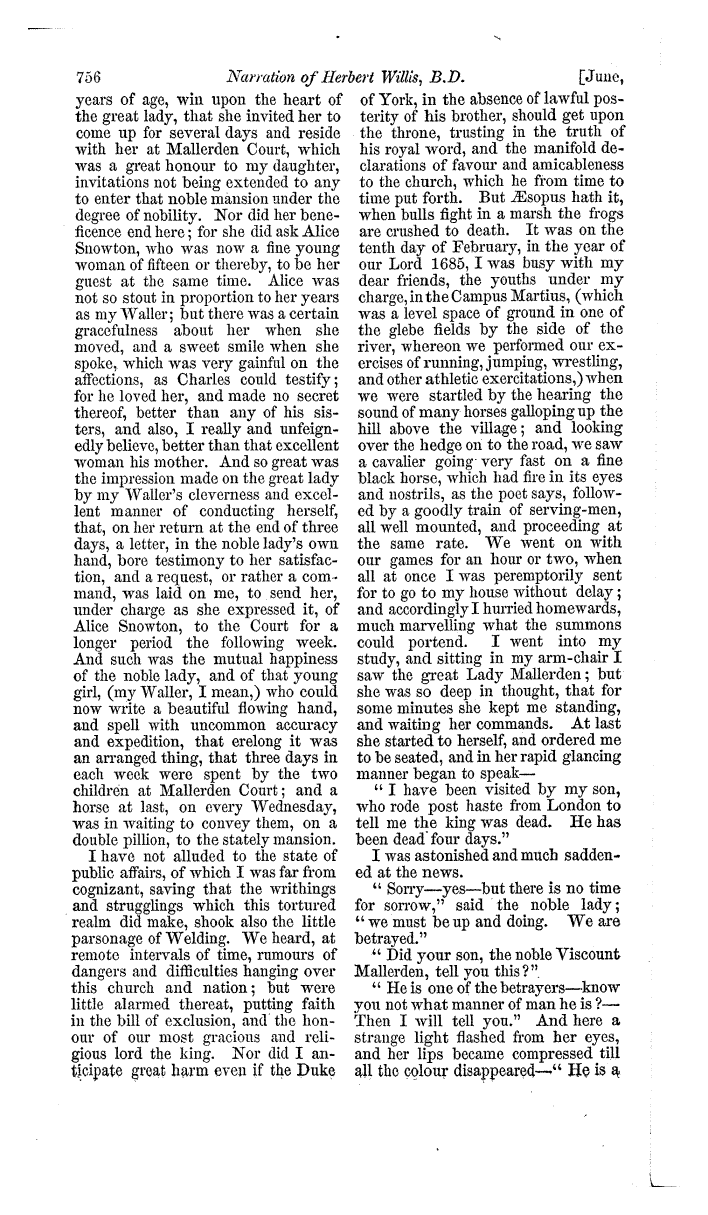 756 Narration of Herbert Willis, B.D. [June,
years of age, win upon the heart of
the great lady, that she invited her to
come up for several days and reside
with her at Mallerden Court, which
was a great honour to my daughter,
invitations not being extended to any
to enter that noble mansion under the
degree of nobility. Nor did her bene-
ficence end here; for she did ask Alice
Snowton, who was now a fine young
woman of fifteen or thereby, to be her
guest at the same time. Alice was
not so stout in proportion to her years
as my Waller; but there was a certain
gracefulness about her when she
moved, and a sweet smile when she
spoke, which was very gainful on the
affections, as Charles could testify;
for he loved her, and made no secret
thereof, better than any of his sis-
ters, and also, I really and unfeign-
edly believe, better than that excellent
woman his mother. And so great was
the impression made on the great lady
by my Waller's cleverness and excel-
lent manner of conducting herself,
that, on her return at the end of three
days, a letter, in the noble lady's own
hand, bore testimony to her satisfac-
tion, and a request, or rather a com-
mand, was laid on me, to send her,
under charge as she expressed it, of
Alice Snowton, to the Court for a
longer period the following week.
And such was the mutual happiness
of the noble lady, and of that young
girl, (my Waller, I mean,) who could
now write a beautiful flowing hand,
and spell with uncommon accuracy
and expedition, that erelong it was
an arranged thing, that three days in
each week were spent by the two
children at Mallerden Court; and a
horse at last, on every Wednesday,
was in waiting to convey them, on a
double pillion, to the stately mansion.
I have not alluded to the state of
public affairs, of which I was far from
cognizant, saving that the writhings
and strugglings which this tortured
realm did make, shook also the little
parsonage of Welding. We heard, at
remote intervals of time, rumours of
dangers and difficulties hanging over
this church and nation; but were
little alarmed thereat, putting faith
in the bill of exclusion, and the hon-
our of our most gracious and reli-
gious lord the king. Nor did I an-
ticipate great harm even if the Duke
of York, in the absence of lawful pos-
terity of his brother, should get upon
the throne, trusting in the truth of
his royal word, and the manifold de-
clarations of favour and amicableness
to the church, which he from time to
time put forth. But Æsopus hath it,
when bulls fight in a marsh the frogs
are crushed to death. It was on the
tenth day of February, in the year of
our Lord 1685, I was busy with my
dear friends, the youths under my
charge, in the Campus Martius, (which
was a level space of ground in one of
the glebe fields by the side of the
river, whereon we performed our ex-
ercises of running, jumping, wrestling,
and other athletic exercitations,) when
we were startled by the hearing the
sound of many horses galloping up the
hill above the village; and looking
over the hedge on to the road, we saw
a cavalier going very fast on a fine
black horse, which had fire in its eyes
and nostrils, as the poet says, follow-
ed by a goodly train of serving-men,
all well mounted, and proceeding at
the same rate. We went on with
our games for an hour or two, when
all at once I was peremptorily sent
for to go to my house without delay;
and accordingly I hurried homewards,
much marvelling what the summons
could portend. I went into my
study, and sitting in my arm-chair I
saw the great Lady Mallerden; but
she was so deep in thought, that for
some minutes she kept me standing,
and waiting her commands. At last
she started to herself, and ordered me
to be seated, and in her rapid glancing
manner began to speak—
"I have been visited by my son,
who rode post haste from London to
tell me the king was dead. He has
been dead four days."
I was astonished and much sadden-
ed at the news.
"Sorry—yes—but there is no time
for sorrow," said the noble lady;
"we must be up and doing. We are
betrayed."
"Did your son, the noble Viscount
Mallerden, tell you this?"
"He is one of the betrayers—know
you not what manner of man he is?—
Then I will tell you." And here a
strange light flashed from her eyes,
and her lips became compressed till
all the colour disappeared—"He is a